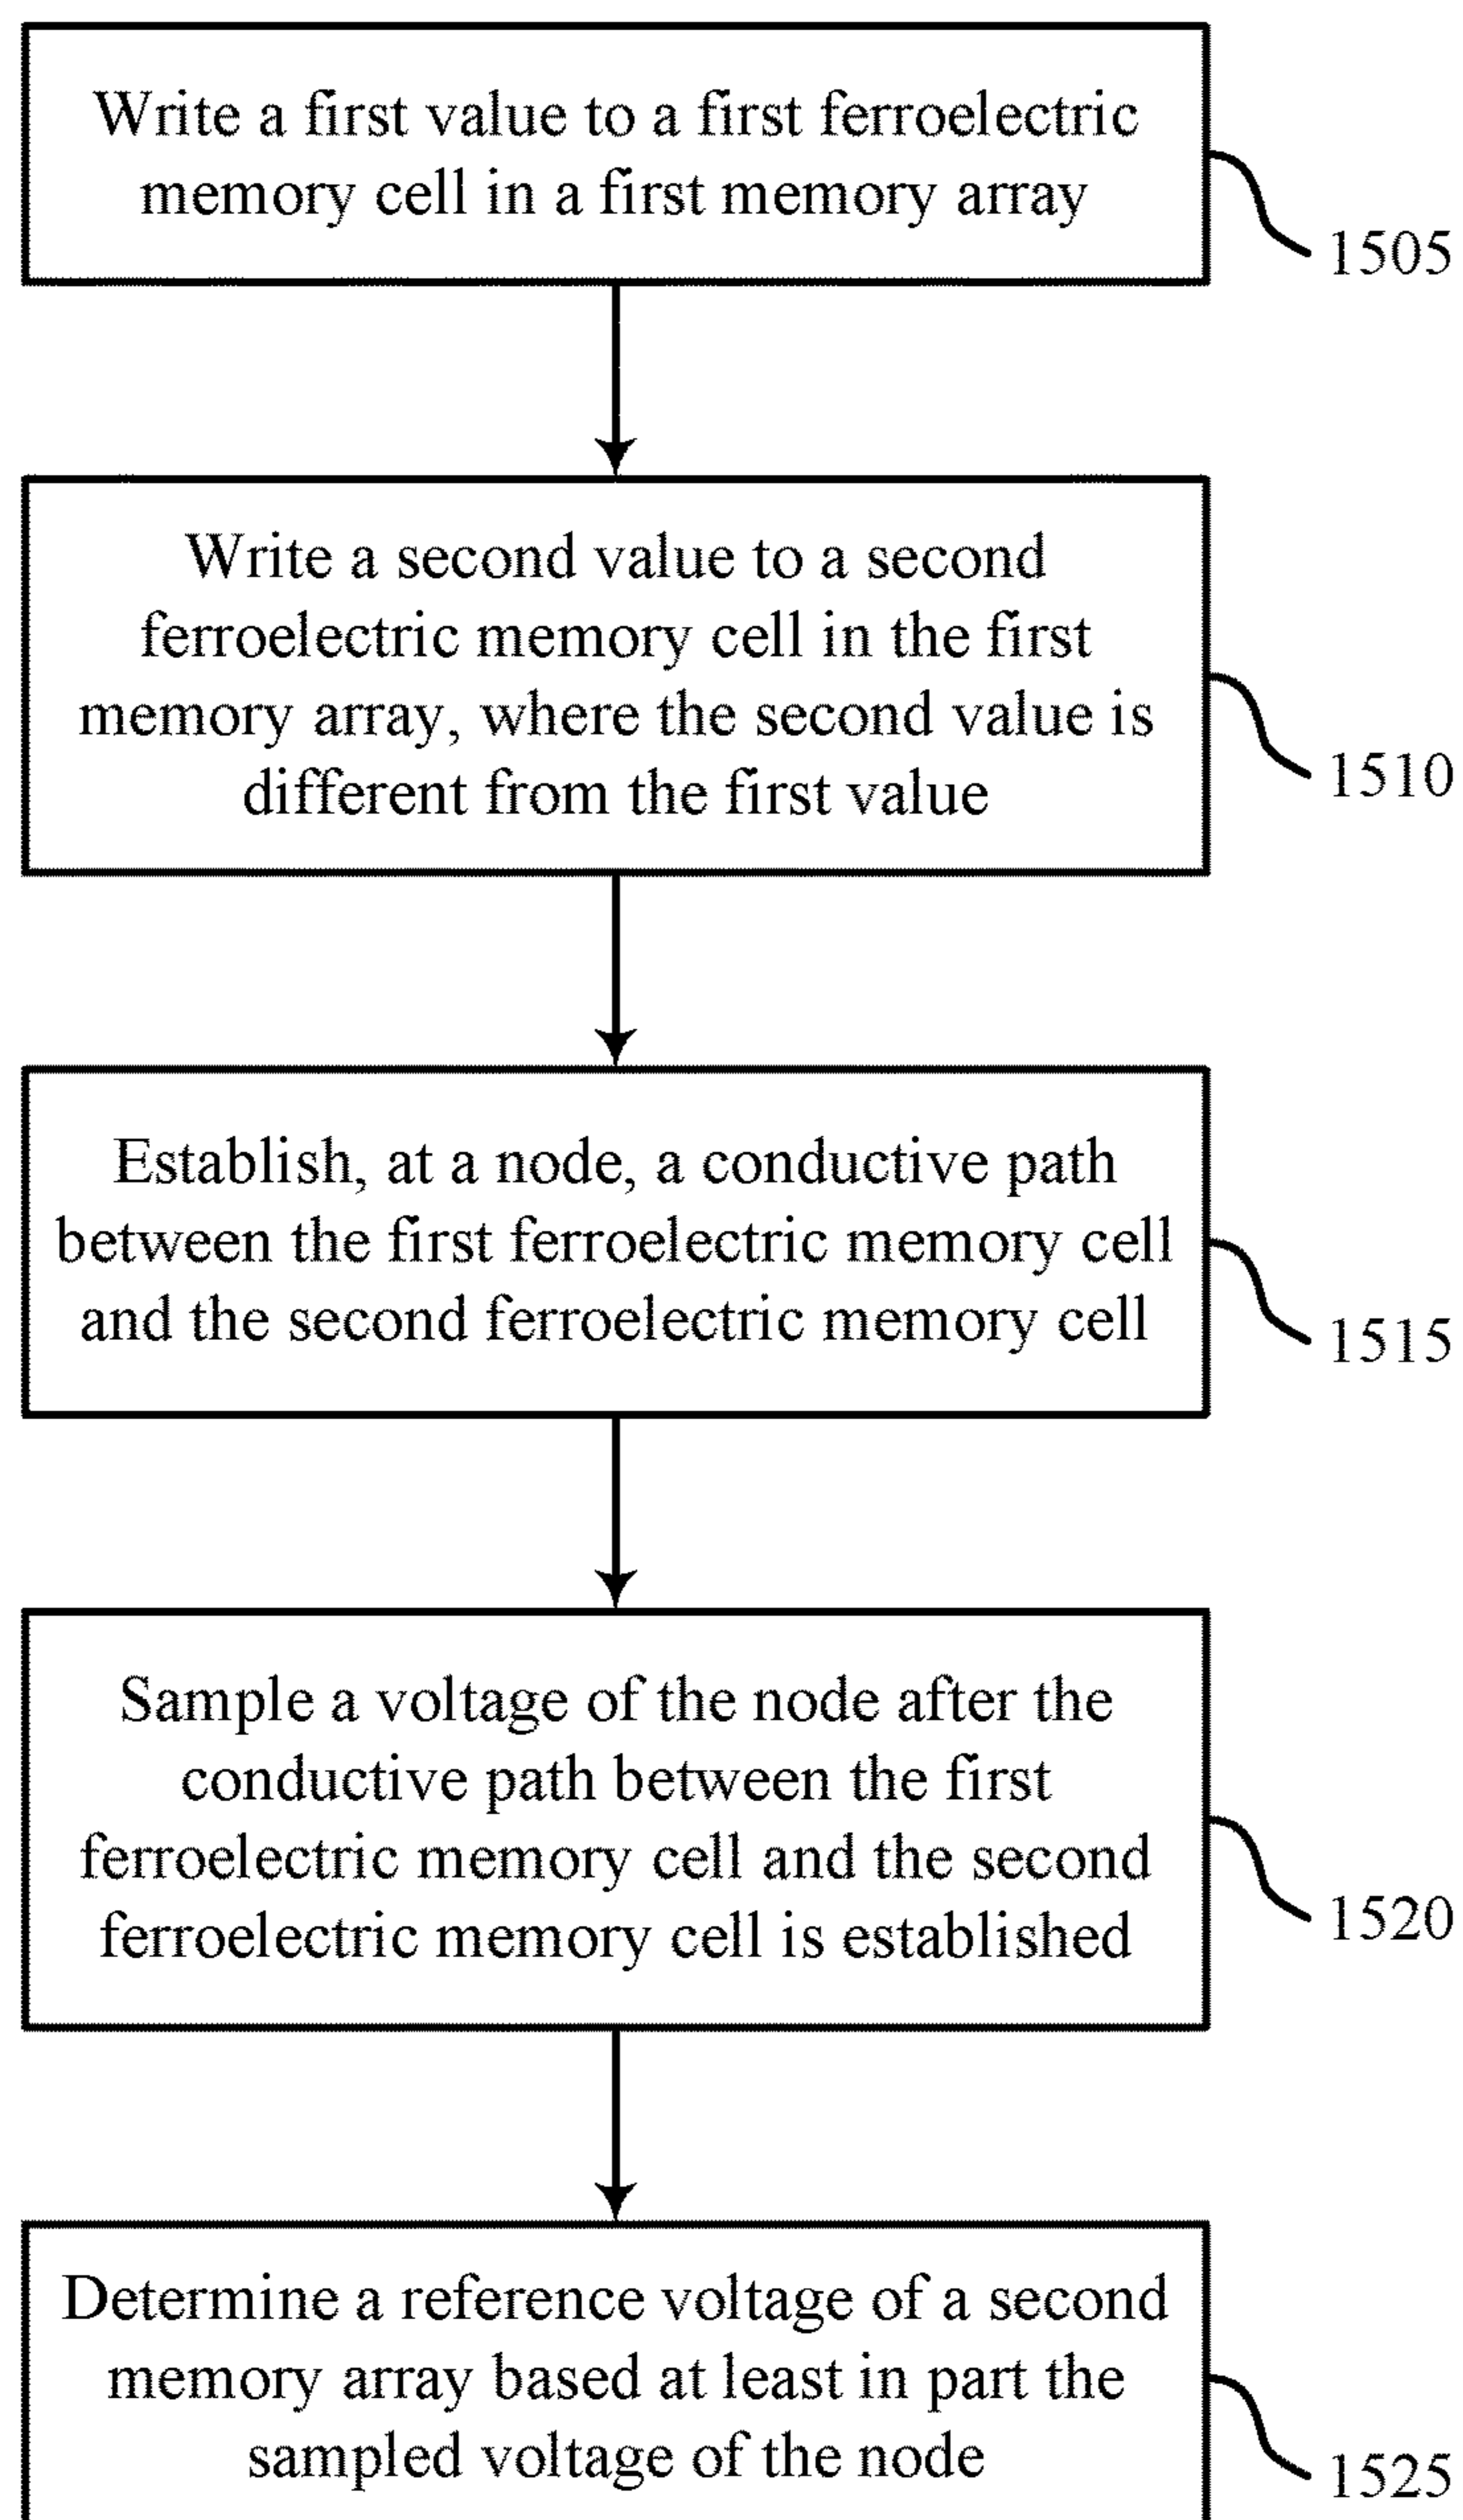 Write a first value to a first ferroelectric
memory cell in a first memory array
1505
Write a second value to a second
ferroelectric memory cell in the first
memory array, where the second value is
different from the first value
1510
Establish, at a node, a conductive path
between the first ferroelectric memory cell
and the second ferroelectric memory cell
1515
Sample a voltage of the node after the
conductive path between the first
ferroelectric memory cell and the second
ferroelectric memory cell is established
1520
Determine a reference voltage of a second
memory array based at least in part the
sampled voltage of the node
1525